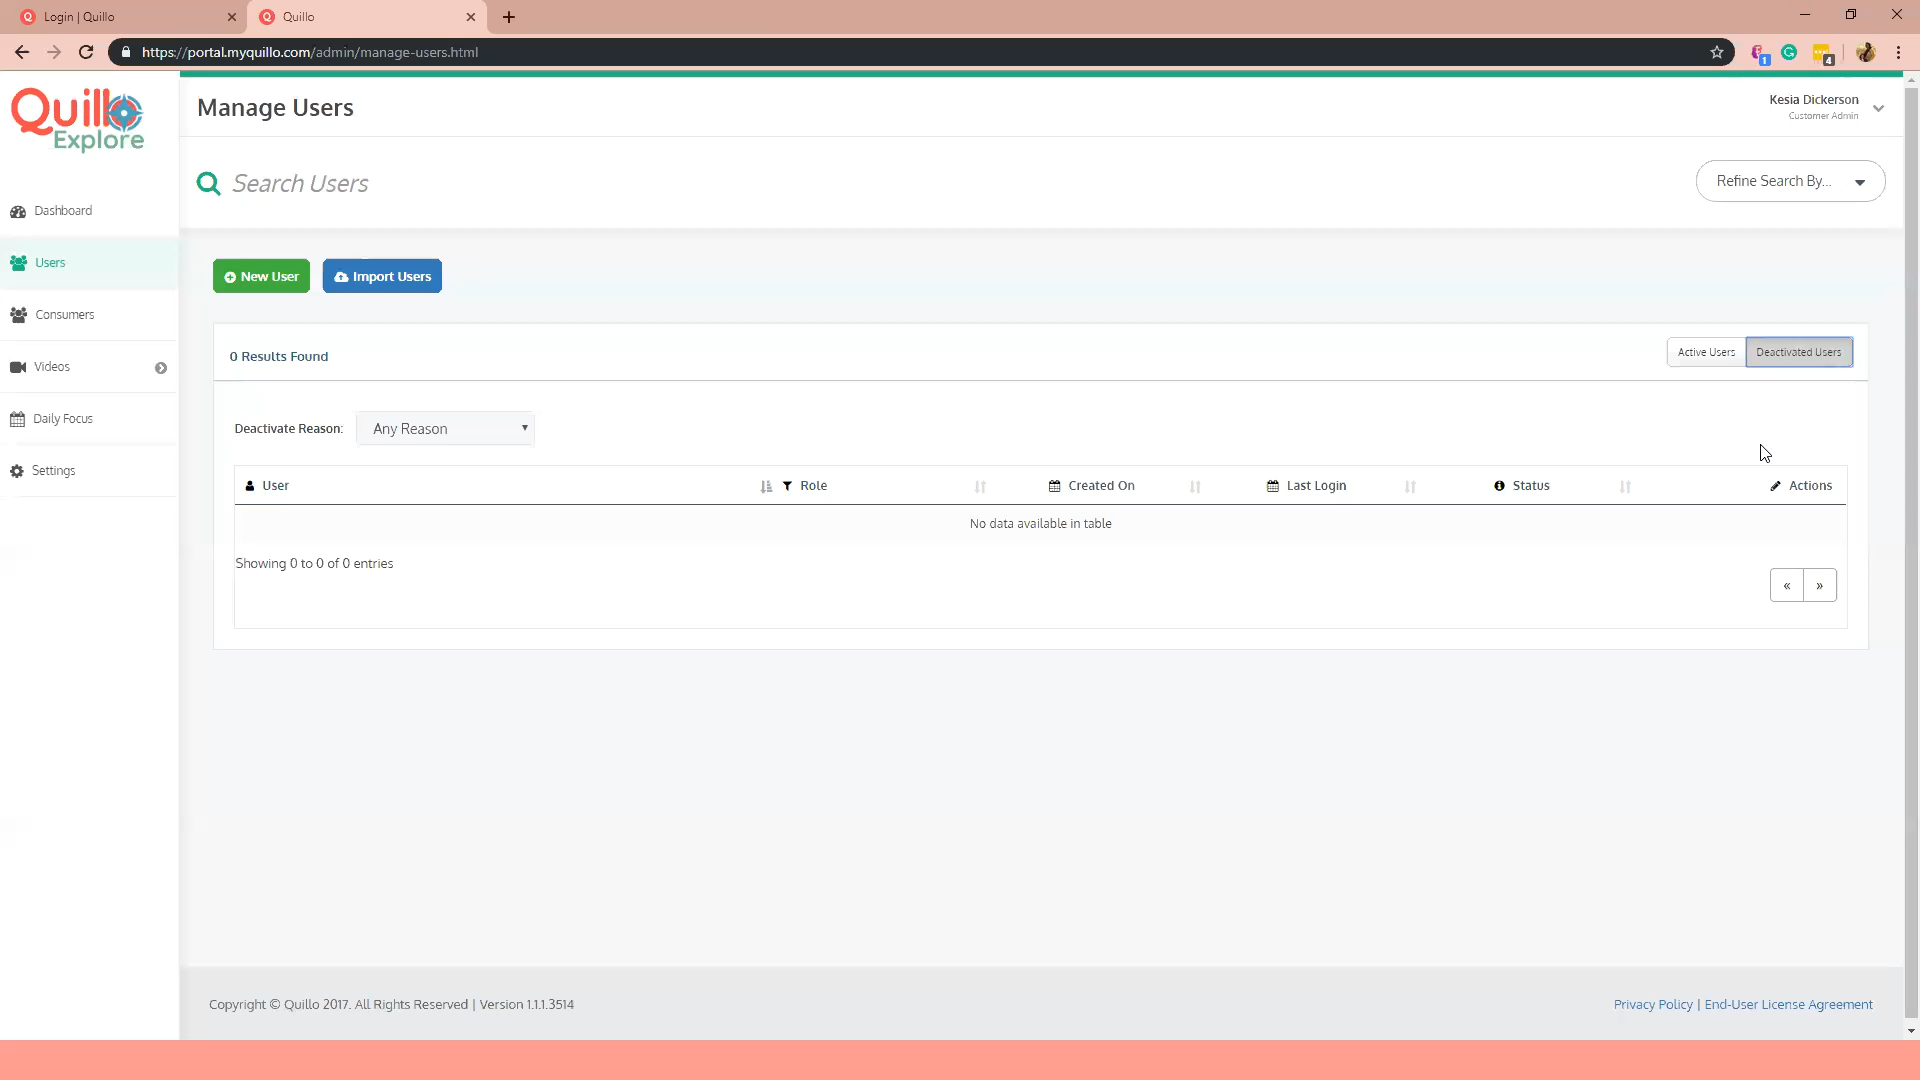 Login | Quillo
Quillo
https://portal.myquillo.com/admin/manage-users.html
1
4
Quillo
Explore
Manage Users
Kesia Dickerson
Customer Admin
Search Users
Refine Search By...
Dashboard
Users
Consumers
Videos
Daily Focus
Settings
New User
Import Users
0 Results Found
Active Users
Deactivated Users
Deactivate Reason:
Any Reason
User
Role
Created On
Last Login
Status
Actions
No data available in table
Showing 0 to 0 of 0 entries
«
»
Copyright © Quillo 2017. All Rights Reserved | Version 1.1.1.3514
Privacy Policy | End-User License Agreement